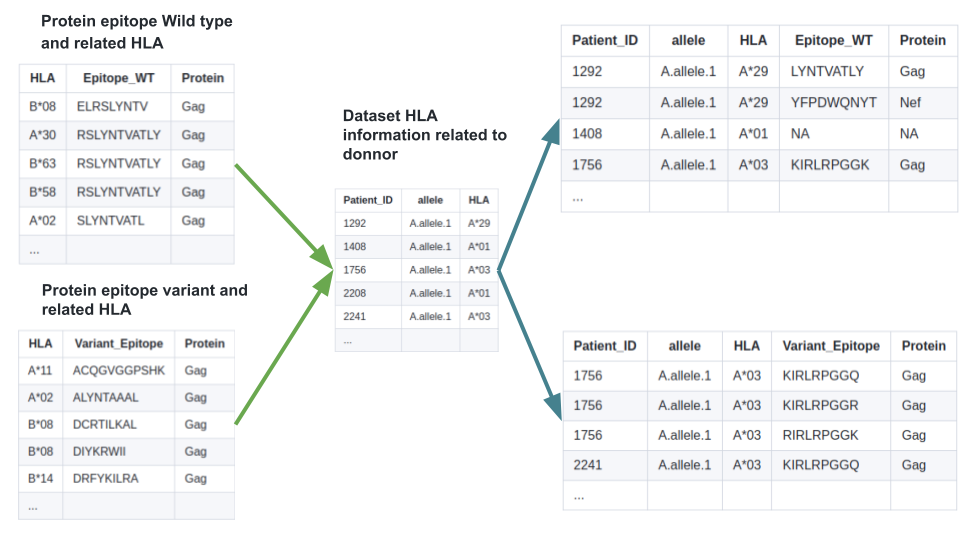 Protein epitope Wild type
and related HLA
HLA Epitope_WT Protein
B*08 ELRSLYNTV Gag
A*30 RSLYNTVATLY Gag
B*63 RSLYNTVATLY Gag
B*58 RSLYNTVATLY Gag
A*02 SLYNTVATL Gag
...
Protein epitope variant and
related HLA
HLA Variant_Epitope Protein
A*11 ACQGVGGPSHK Gag
A*02 ALYNTAAAL Gag
B*08 DCRTILKAL Gag
B*08 DIYKRWII Gag
B*14 DRFYKILRA Gag
...
Dataset HLA
information related to
donnor
Patient_ID allele HLA
1292 A.allele.1 A*29
1408 A.allele.1 A*01
1756 A.allele.1 A*03
2208 A.allele.1 A*01
2241 A.allele.1 A*03
...
Patient_ID allele HLA Epitope_WT Protein
1292 A.allele.1 A*29 LYNTVATLY Gag
1292 A.allele.1 A*29 YFPDWQNYT Nef
1408 A.allele.1 A*01 NA NA
1756 A.allele.1 A*03 KIRLRPGGK Gag
...
Patient_ID allele HLA Variant_Epitope Protein
1756 A.allele.1 A*03 KIRLRPGGQ Gag
1756 A.allele.1 A*03 KIRLRPGGR Gag
1756 A.allele.1 A*03 RIRLRPGGK Gag
2241 A.allele.1 A*03 KIRLRPGGQ Gag
...